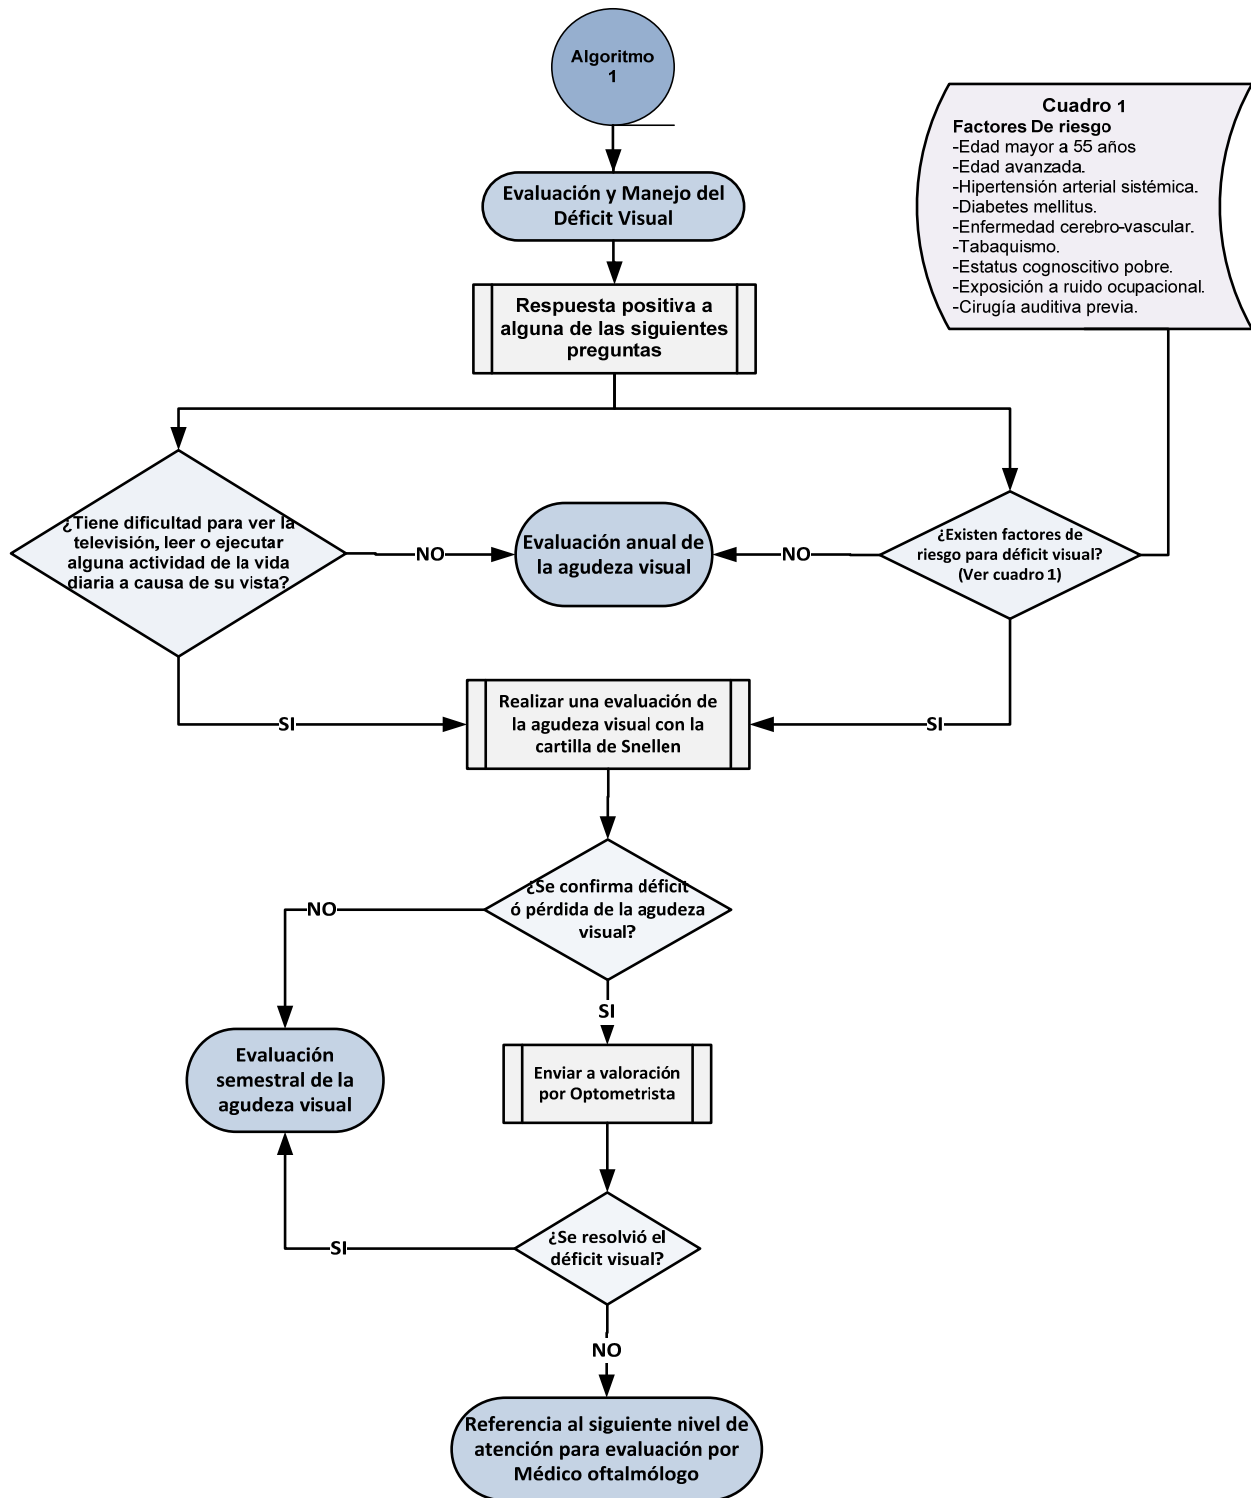 Algoritmo
1
Cuadro 1
Factores De riesgo
-Edad mayor a 55 años
-Edad avanzada.
-Hipertensión arterial sistémica.
-Diabetes mellitus.
-Enfermedad cerebro-vascular.
-Tabaquismo.
-Estatus cognoscitivo pobre.
-Exposición a ruido ocupacional.
-Cirugía auditiva previa.
Evaluación y Manejo del
Déficit Visual
Respuesta positiva a
alguna de las siguientes
preguntas
¿Tiene dificultad para ver la
televisión, leer o ejecutar
alguna actividad de la vida
diaria a causa de su vista?
NO
Evaluación anual de
la agudeza visual
NO
¿Existen factores de
riesgo para déficit visual?
(Ver cuadro 1)
SI
Realizar una evaluación de
la agudeza visual con la
cartilla de Snellen
SI
¿Se confirma déficit
ó pérdida de la agudeza
visual?
NO
SI
Evaluación
semestral de la
agudeza visual
Enviar a valoración
por Optometrista
¿Se resolvió el
déficit visual?
SI
NO
Referencia al siguiente nivel de
atención para evaluación por
Médico oftalmólogo